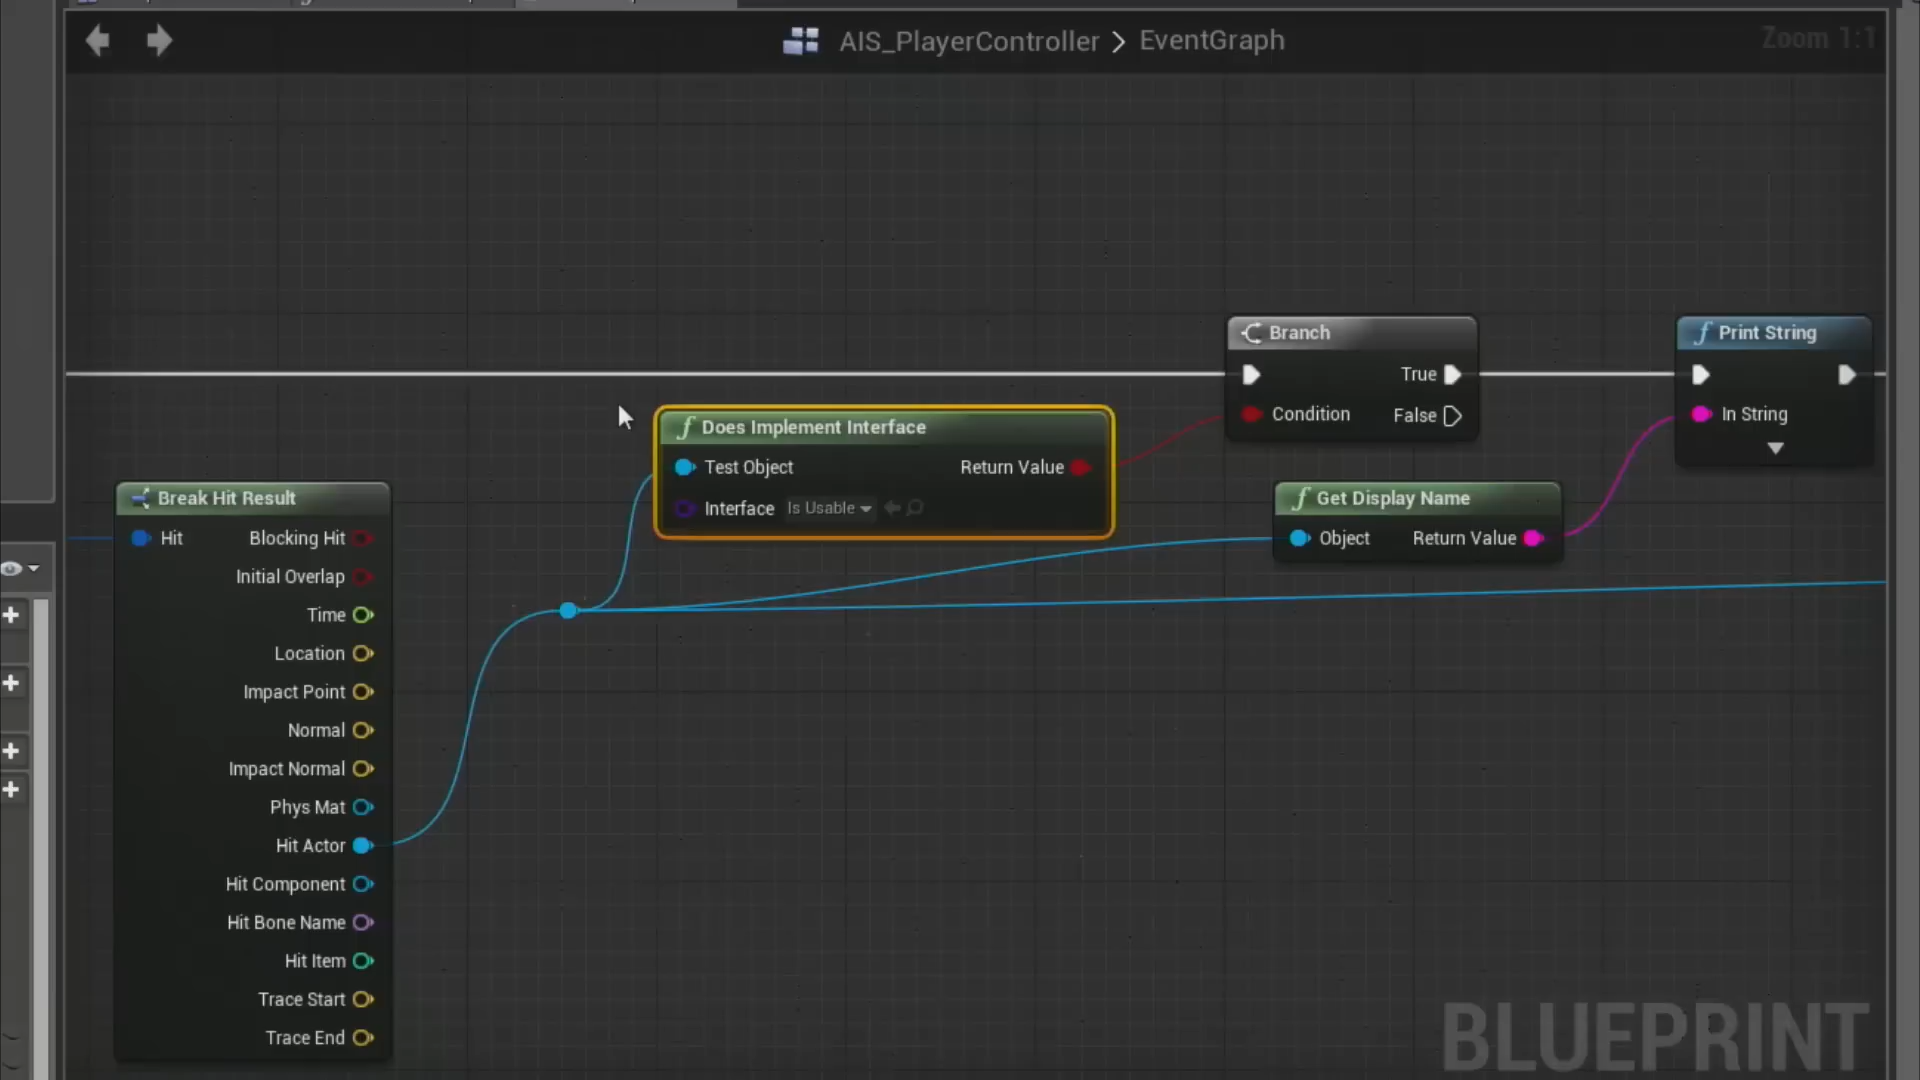 AIS_PlayerController > EventGraph
Zoom 1:1
Branch
True
Condition
False
Print String
In String
Does Implement Interface
Test Object
Return Value
Interface
Is Usable
Get Display Name
Object
Return Value
Break Hit Result
Hit
Blocking Hit
Initial Overlap
Time
Location
Impact Point
Normal
Impact Normal
Phys Mat
Hit Actor
Hit Component
Hit Bone Name
Hit Item
Trace Start
Trace End
BLUEPRINT